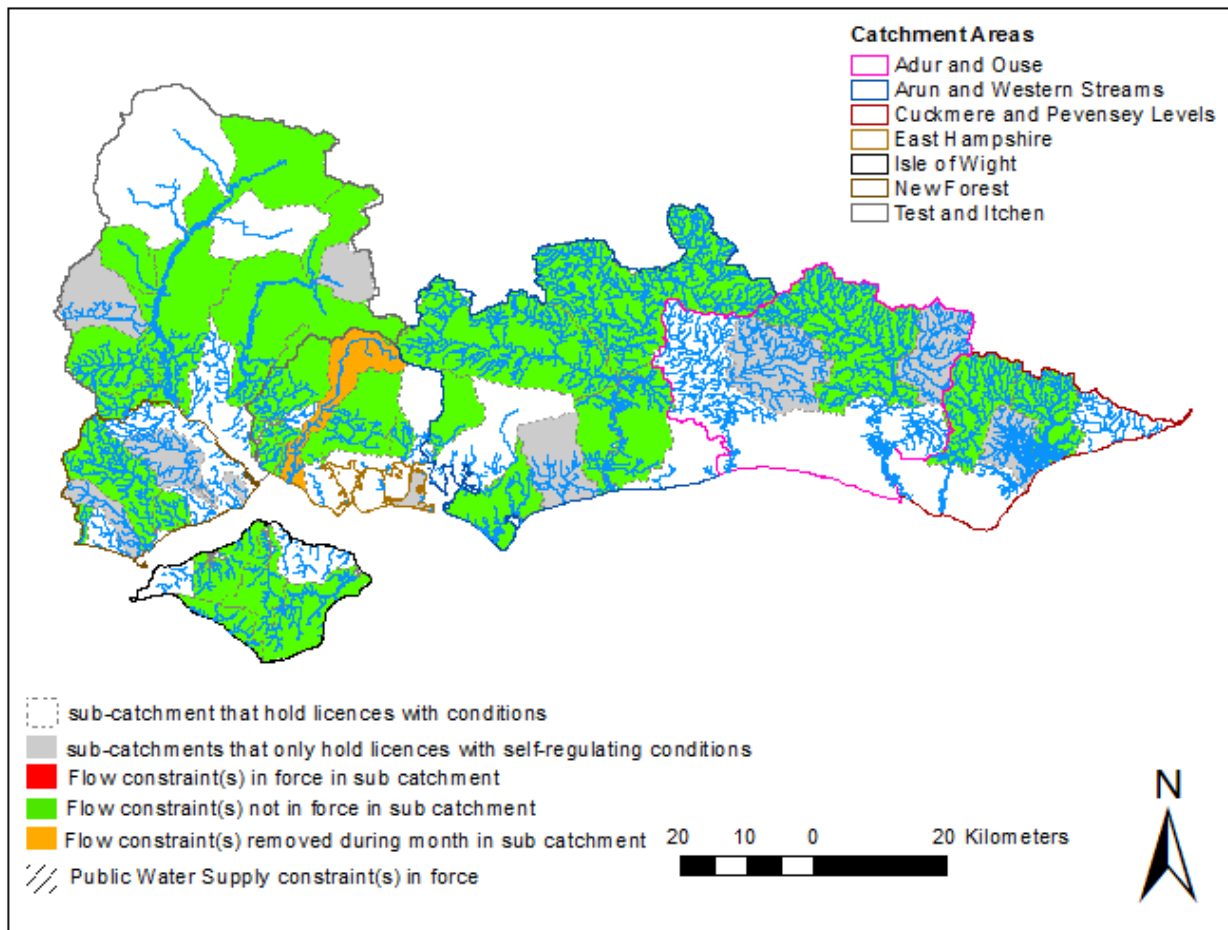 Catchment Areas
Adur and Ouse
Arun and Western Streams
Cuckmere and Pevensey Levels
East Hampshire
Isle of Wight
New Forest
Test and Itchen
sub-catchment that hold licences with conditions
sub-catchments that only hold licences with self-regulating conditions
Flow constraint(s) in force in sub catchment
Flow constraint(s) not in force in sub catchment
Flow constraint(s) removed during month in sub catchment
Public Water Supply constraint(s) in force
20 10 0 20 Kilometers
N